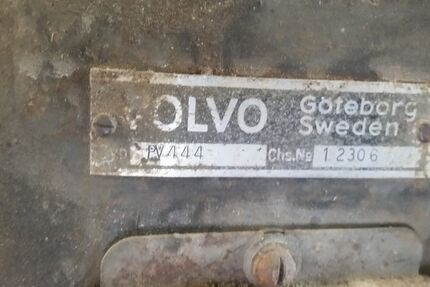 VOLVO Göteborg
Sweden
PV444 Chs.No 12306